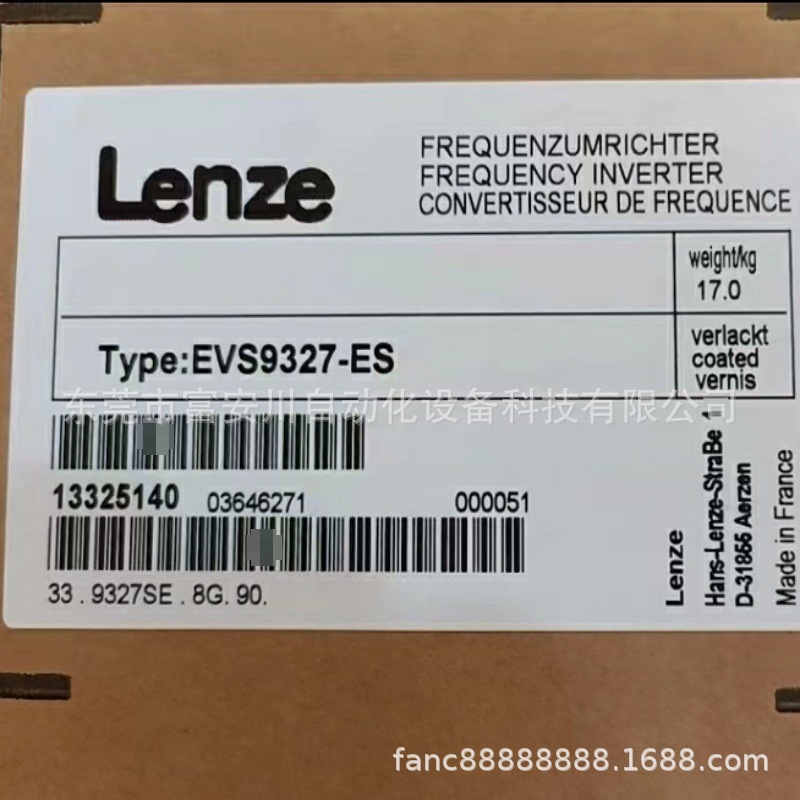 Lenze
FREQUENZUMRICHTER
FREQUENCY INVERTER
CONVERTISSEUR DE FREQUENCE
weight/kg
17.0
Type:EVS9327-ES
verlackt
coated
vernis
东莞市富安川自动化设备科技有限公司
13325140 03646271 000051
33.9327SE.8G.90.
Lenze
Hans-Lenze-StraBe 1
D-31855 Aerzen
Made in France
fanc88888888.1688.com